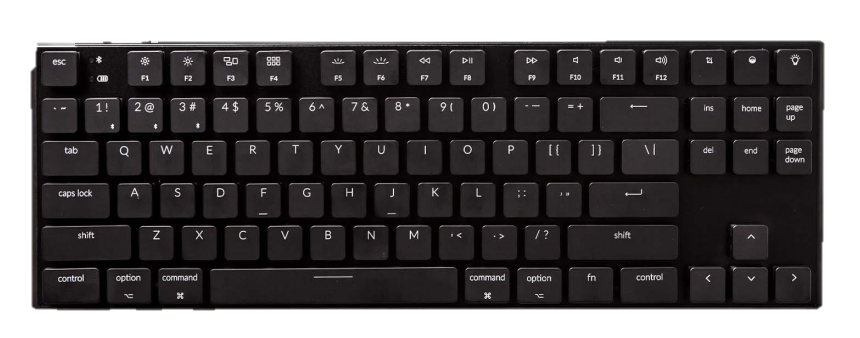 esc F1 F2 F3 F4 F5 F6 F7 F8 F9 F10 F11 F12
` ~ 1 ! 2 @ 3 # 4 $ 5 % 6 ^ 7 & 8 * 9 ( 0 ) - — = + ← ins home page up
tab Q W E R T Y U I O P [ { ] } \ | del end page down
caps lock A S D F G H J K L ; : ' "
shift Z X C V B N M , < . > / ? shift
control option ⌥ command ⌘ command ⌘ option ⌥ fn control